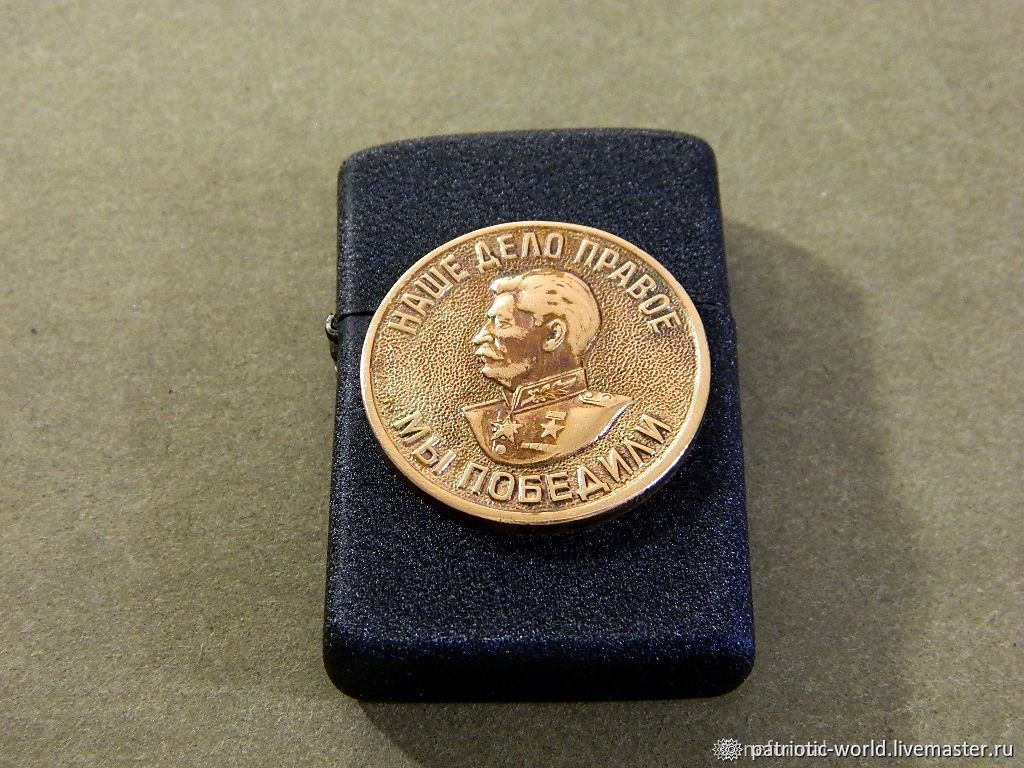 НАШЕ ДЕЛО ПРАВОЕ
МЫ ПОБЕДИЛИ
patriotic-world.livemaster.ru